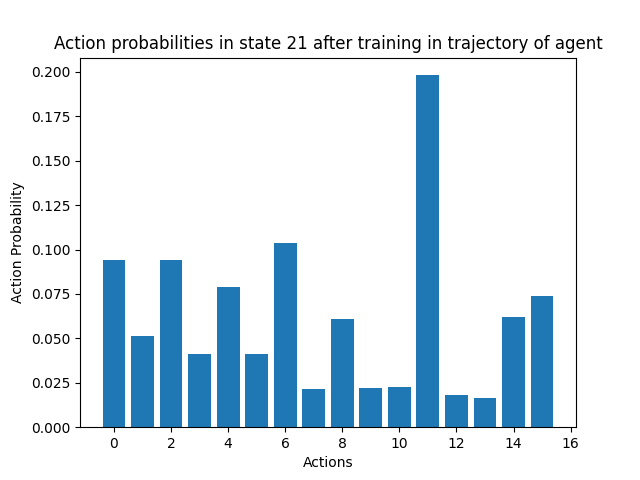 Action probabilities in state 21 after training in trajectory of agent
0.200
0.175
0.150
0.125
0.100
0.075
0.050
0.025
0.000
Action Probability
0 2 4 6 8 10 12 14 16
Actions